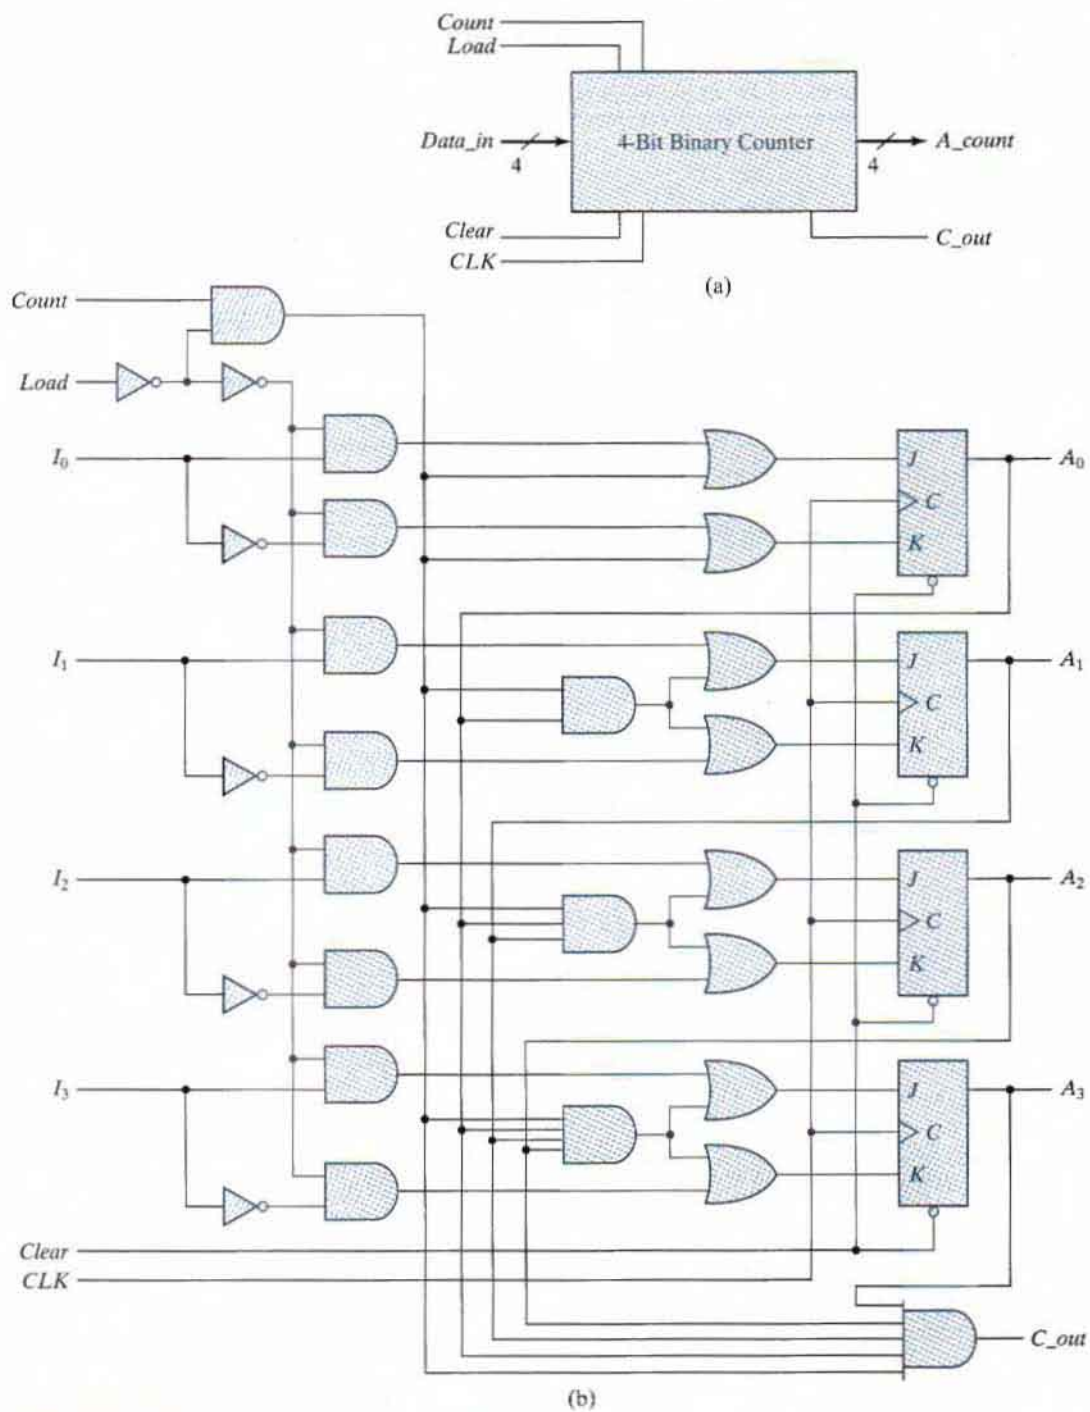 Count
Load
Data_in
4
4-Bit Binary Counter
4
A_count
Clear
CLK
C_out
(a)
Count
Load
I₀
J
C
K
A₀
I₁
J
C
K
A₁
I₂
J
C
K
A₂
I₃
J
C
K
A₃
Clear
CLK
C_out
(b)